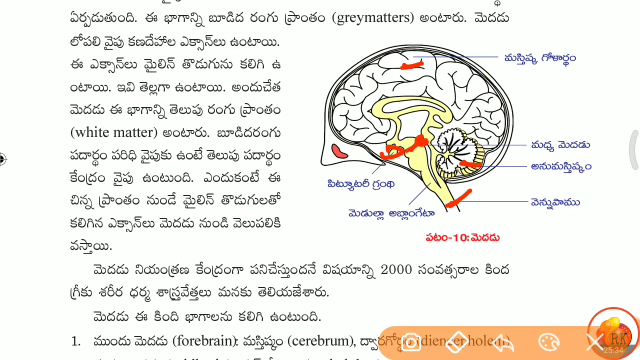 ఏర్పడుతుంది. ఈ భాగాన్ని బూడిద రంగు ప్రాంతం (greymatters) అంటారు. మెదడు
లోపలి వైపు కణదేహాల ఎక్సాన్‌లు ఉంటాయి.
ఈ ఎక్సాన్‌లు మైలిన్ తొడుగును కలిగి ఉ
ంటాయి. ఇవి తెల్లగా ఉంటాయి. అందుచేత
మెదడు ఈ భాగాన్ని తెలుపు రంగు ప్రాంతం
(white matter) అంటారు. బూడిదరంగు
పదార్థం పరిధి వైపుకు ఉంటే తెలుపు పదార్థం
కేంద్రం వైపు ఉంటుంది. ఎందుకంటే ఈ
చిన్న ప్రాంతం నుండే మైలిన్ తొడుగులతో
కలిగిన ఎక్సాన్‌లు మెదడు నుండి వెలుపలికి
వస్తాయి.
మస్తిష్క గోళార్థం
మధ్య మెదడు
అనుమస్తిష్కం
పిట్యూటరీ గ్రంథి
వెన్నుపాము
మెడుల్లా అబ్లాంగేటా
పటం-10:మెదడు
మెదడు నియంత్రణ కేంద్రంగా పనిచేస్తుందనే విషయాన్ని 2000 సంవత్సరాల కింద
గ్రీకు శరీర ధర్మ శాస్త్రవేత్తలు మనకు తెలియజేశారు.
మెదడు ఈ కింది భాగాలను కలిగి ఉంటుంది.
1. ముందు మెదడు (forebrain): మస్తిష్కం (cerebrum),
25:34